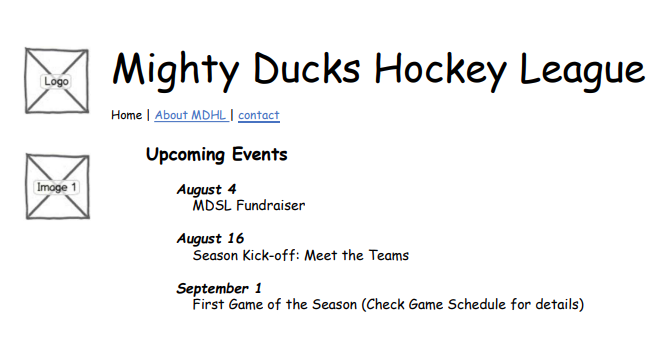 Logo
Mighty Ducks Hockey League
Home | About MDHL | contact
Image 1
Upcoming Events
August 4
MDSL Fundraiser
August 16
Season Kick-off: Meet the Teams
September 1
First Game of the Season (Check Game Schedule for details)